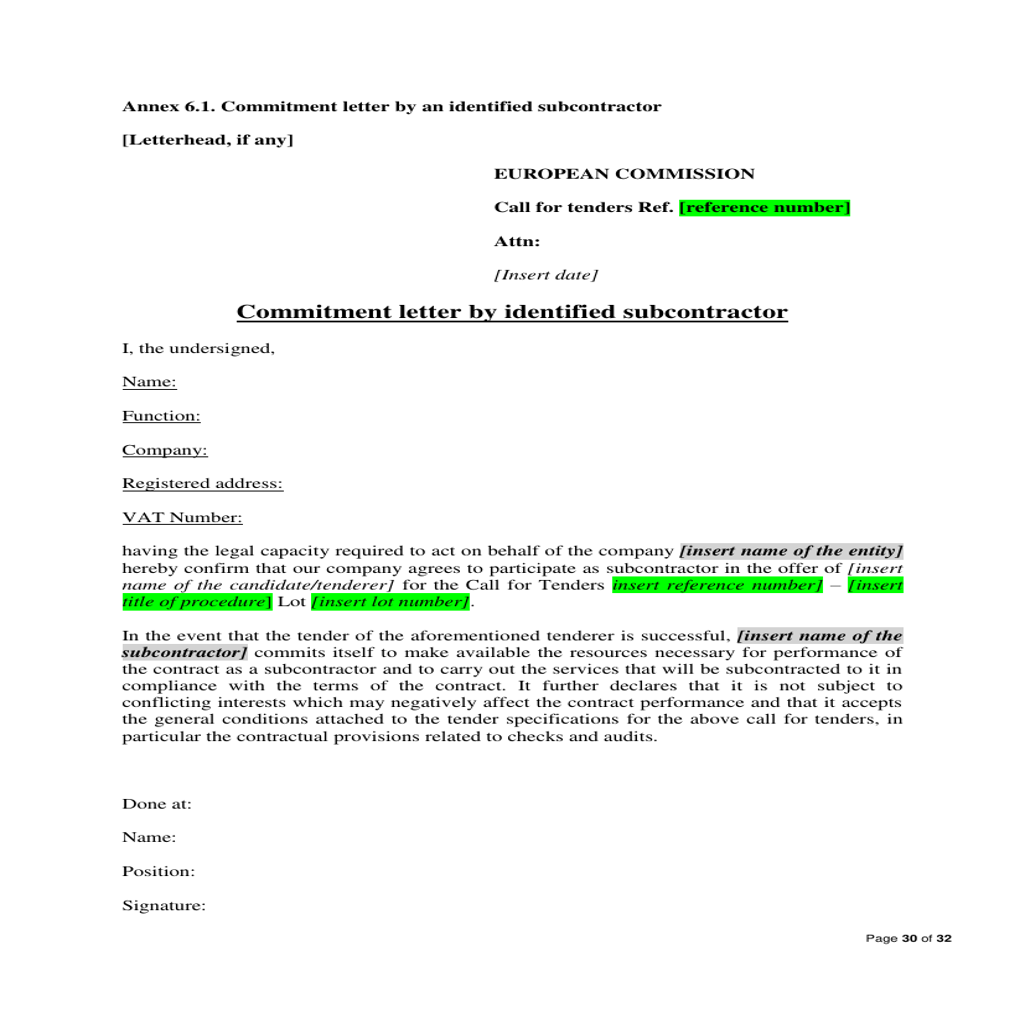 Annex 6.1. Commitment letter by an identified subcontractor
[Letterhead, if any]
EUROPEAN COMMISSION
Call for tenders Ref. [reference number]
Attn:
[Insert date]
Commitment letter by identified subcontractor
I, the undersigned,
Name:
Function:
Company:
Registered address:
VAT Number:
having the legal capacity required to act on behalf of the company [insert name of the entity]
hereby confirm that our company agrees to participate as subcontractor in the offer of [insert
name of the candidate/tenderer] for the Call for Tenders insert reference number] – [insert
title of procedure] Lot [insert lot number].
In the event that the tender of the aforementioned tenderer is successful, [insert name of the
subcontractor] commits itself to make available the resources necessary for performance of
the contract as a subcontractor and to carry out the services that will be subcontracted to it in
compliance with the terms of the contract. It further declares that it is not subject to
conflicting interests which may negatively affect the contract performance and that it accepts
the general conditions attached to the tender specifications for the above call for tenders, in
particular the contractual provisions related to checks and audits.
Done at:
Name:
Position:
Signature:
Page 30 of 32